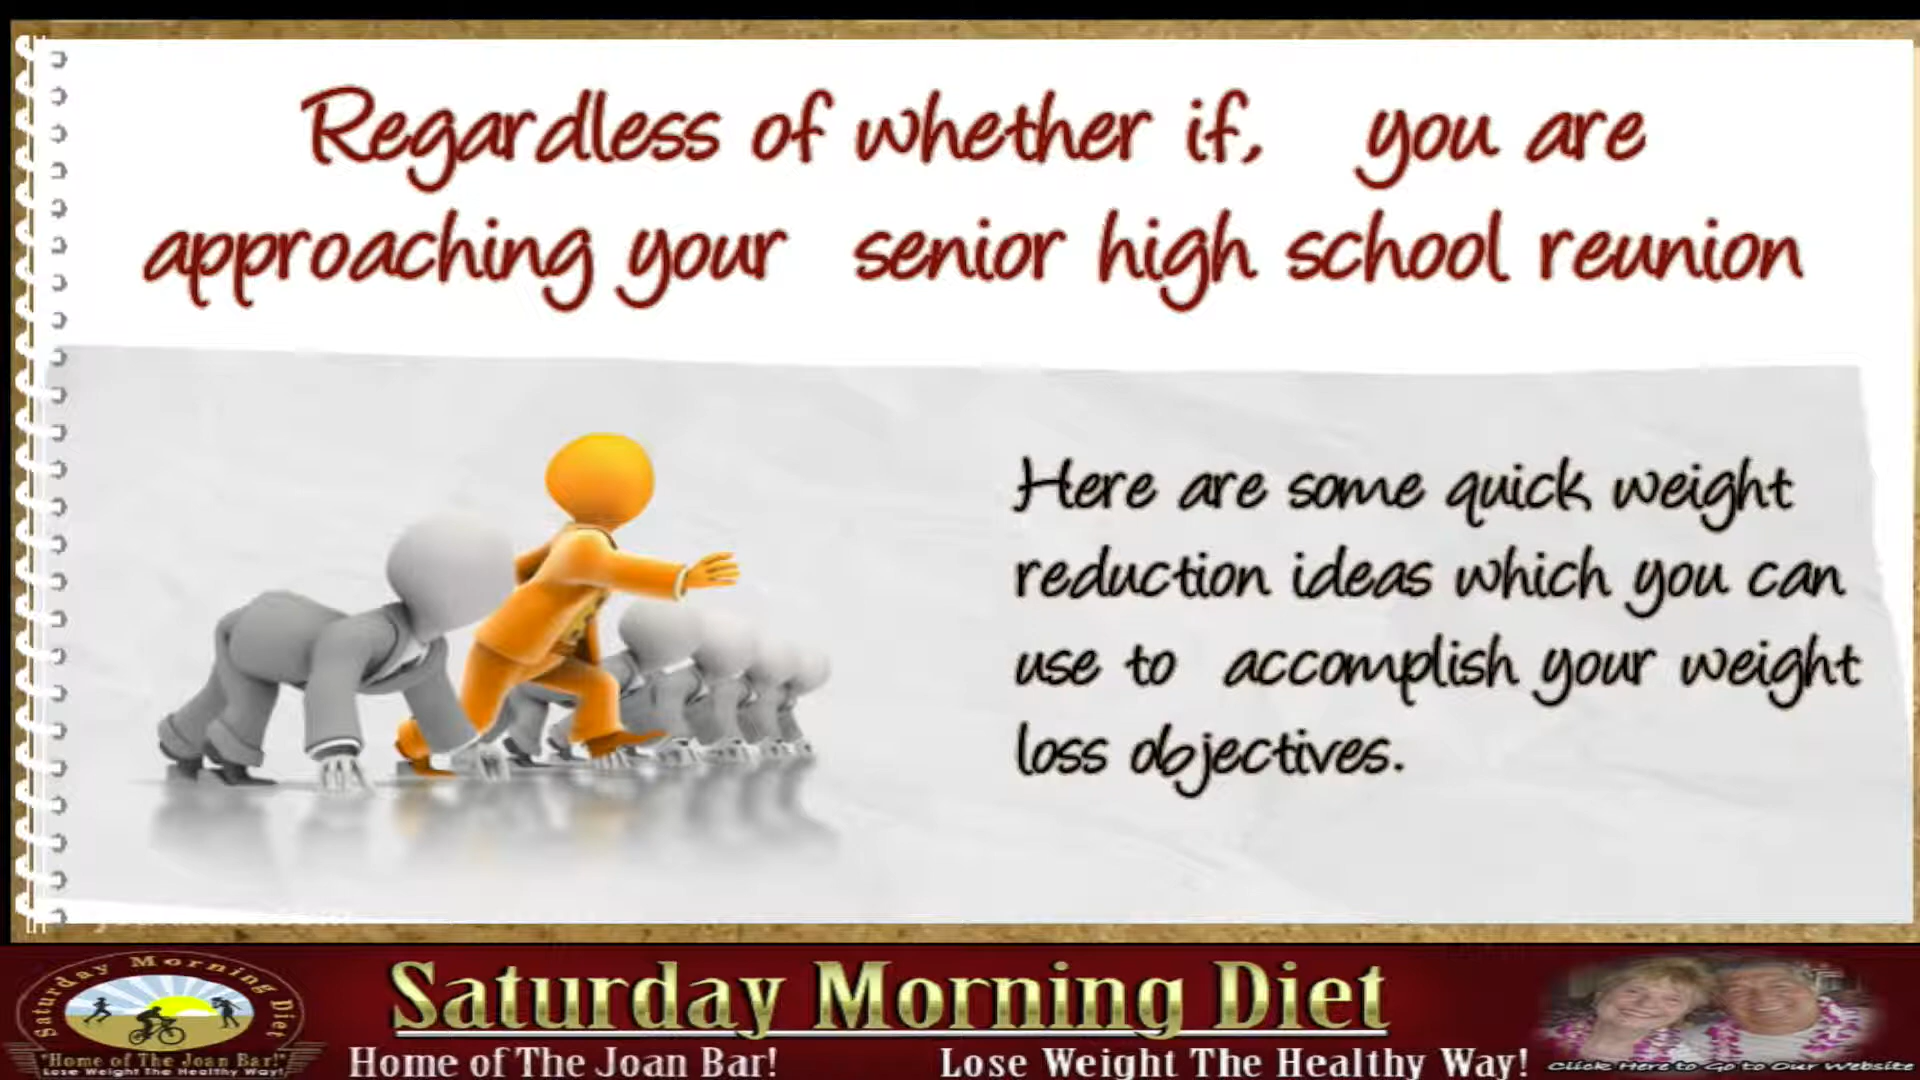 Regardless of whether if, you are
approaching your senior high school reunion
Here are some quick weight
reduction ideas which you can
use to accomplish your weight
loss objectives.
Saturday Morning Diet
"Home of The Joan Bar!"
Lose Weight The Healthy Way!
Saturday Morning Diet
Home of The Joan Bar! Lose Weight The Healthy Way!
Click Here to Go to Our Website